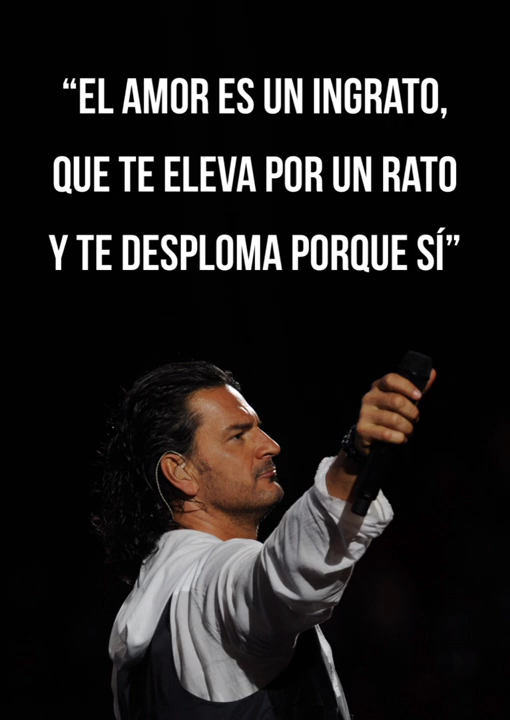 “EL AMOR ES UN INGRATO,
QUE TE ELEVA POR UN RATO
Y TE DESPLOMA PORQUE SÍ”